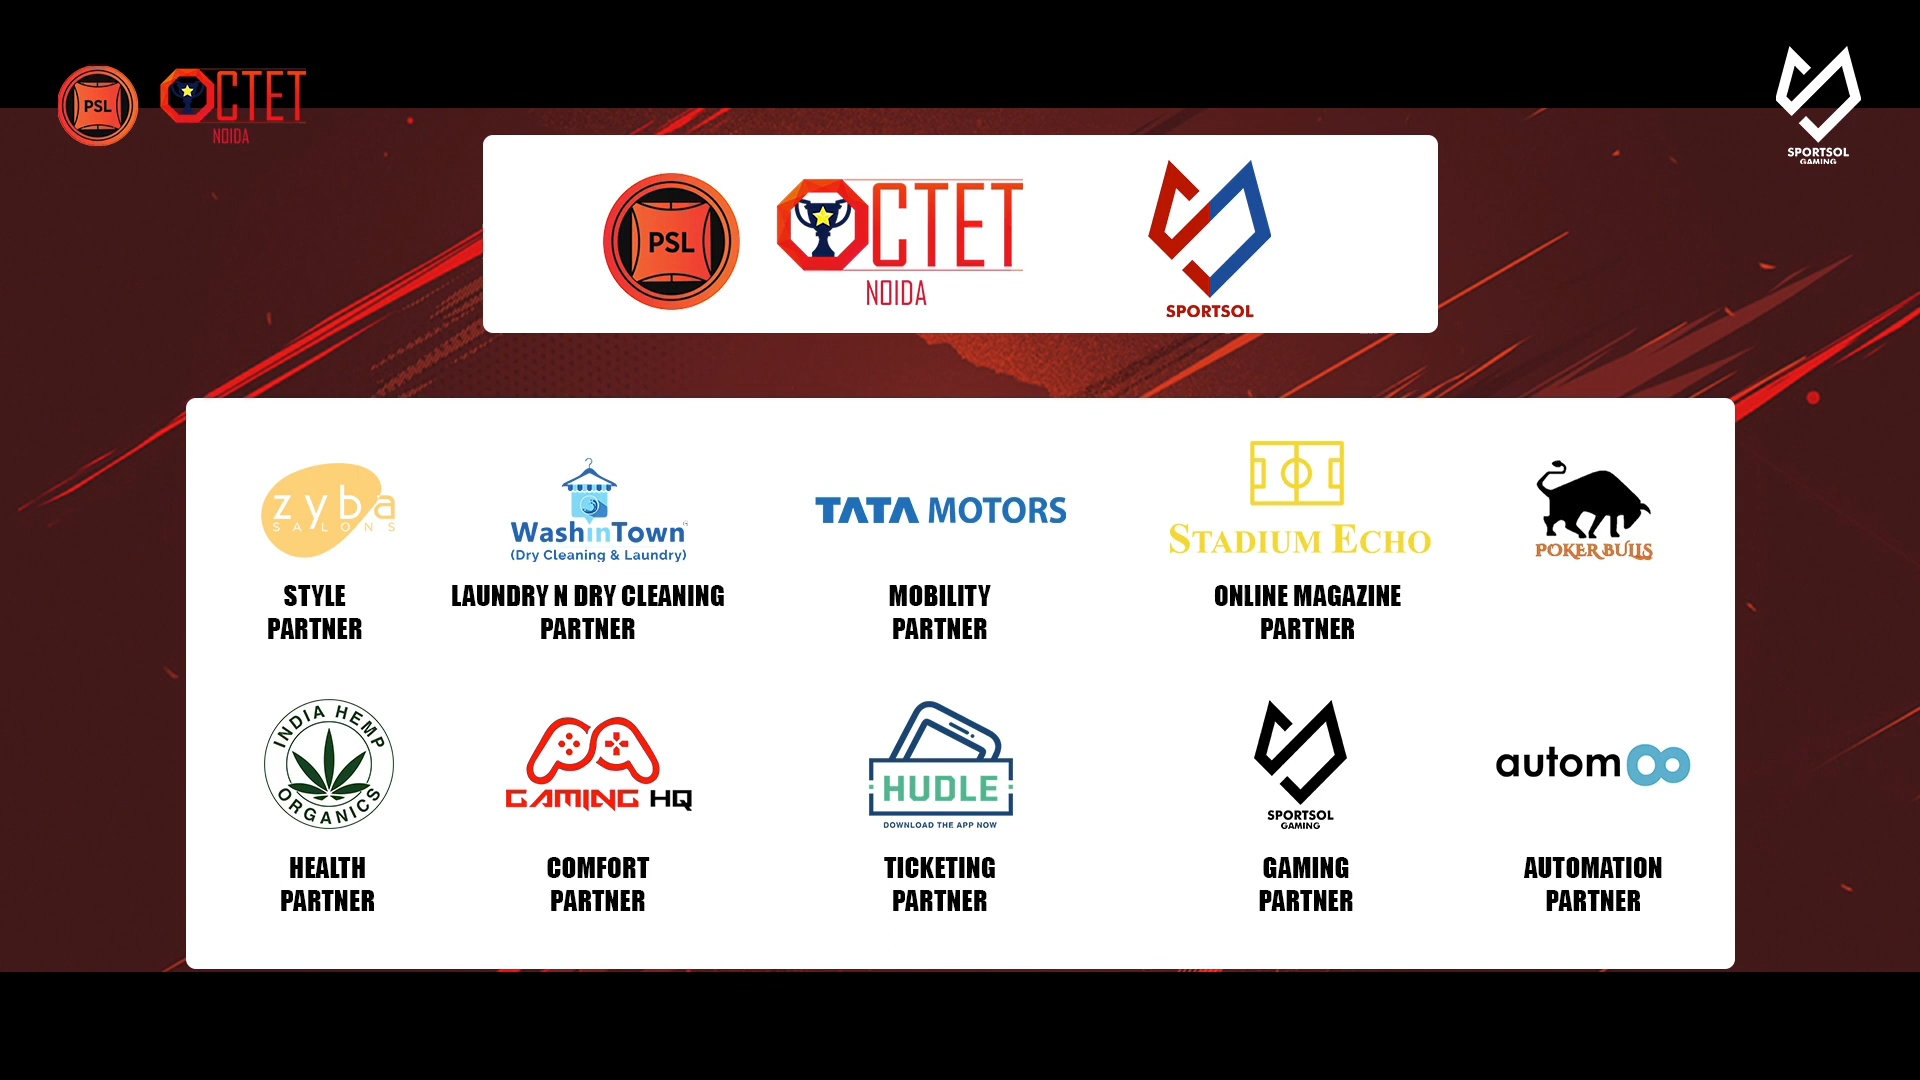 PSL
OCTET
NOIDA
SPORTSOL
GAMING
PSL
OCTET
NOIDA
SPORTSOL
zyba
SALONS
WashinTown
(Dry Cleaning & Laundry)
TATA MOTORS
STADIUM ECHO
POKER BULLS
STYLE
PARTNER
LAUNDRY N DRY CLEANING
PARTNER
MOBILITY
PARTNER
ONLINE MAGAZINE
PARTNER
INDIA HEMP
ORGANICS
GAMING HQ
HUDLE
DOWNLOAD THE APP NOW
SPORTSOL
GAMING
autom
HEALTH
PARTNER
COMFORT
PARTNER
TICKETING
PARTNER
GAMING
PARTNER
AUTOMATION
PARTNER